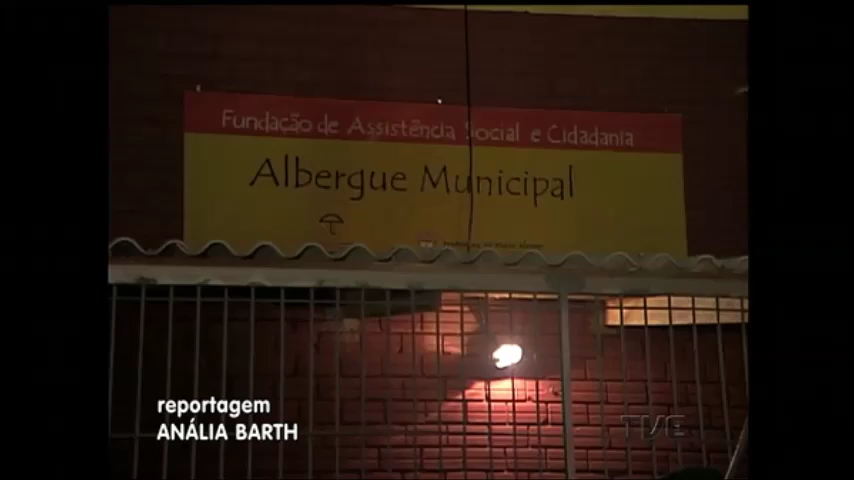 Fundação de Assistência Social e Cidadania
Albergue Municipal
reportagem
ANÁLIA BARTH
TVE